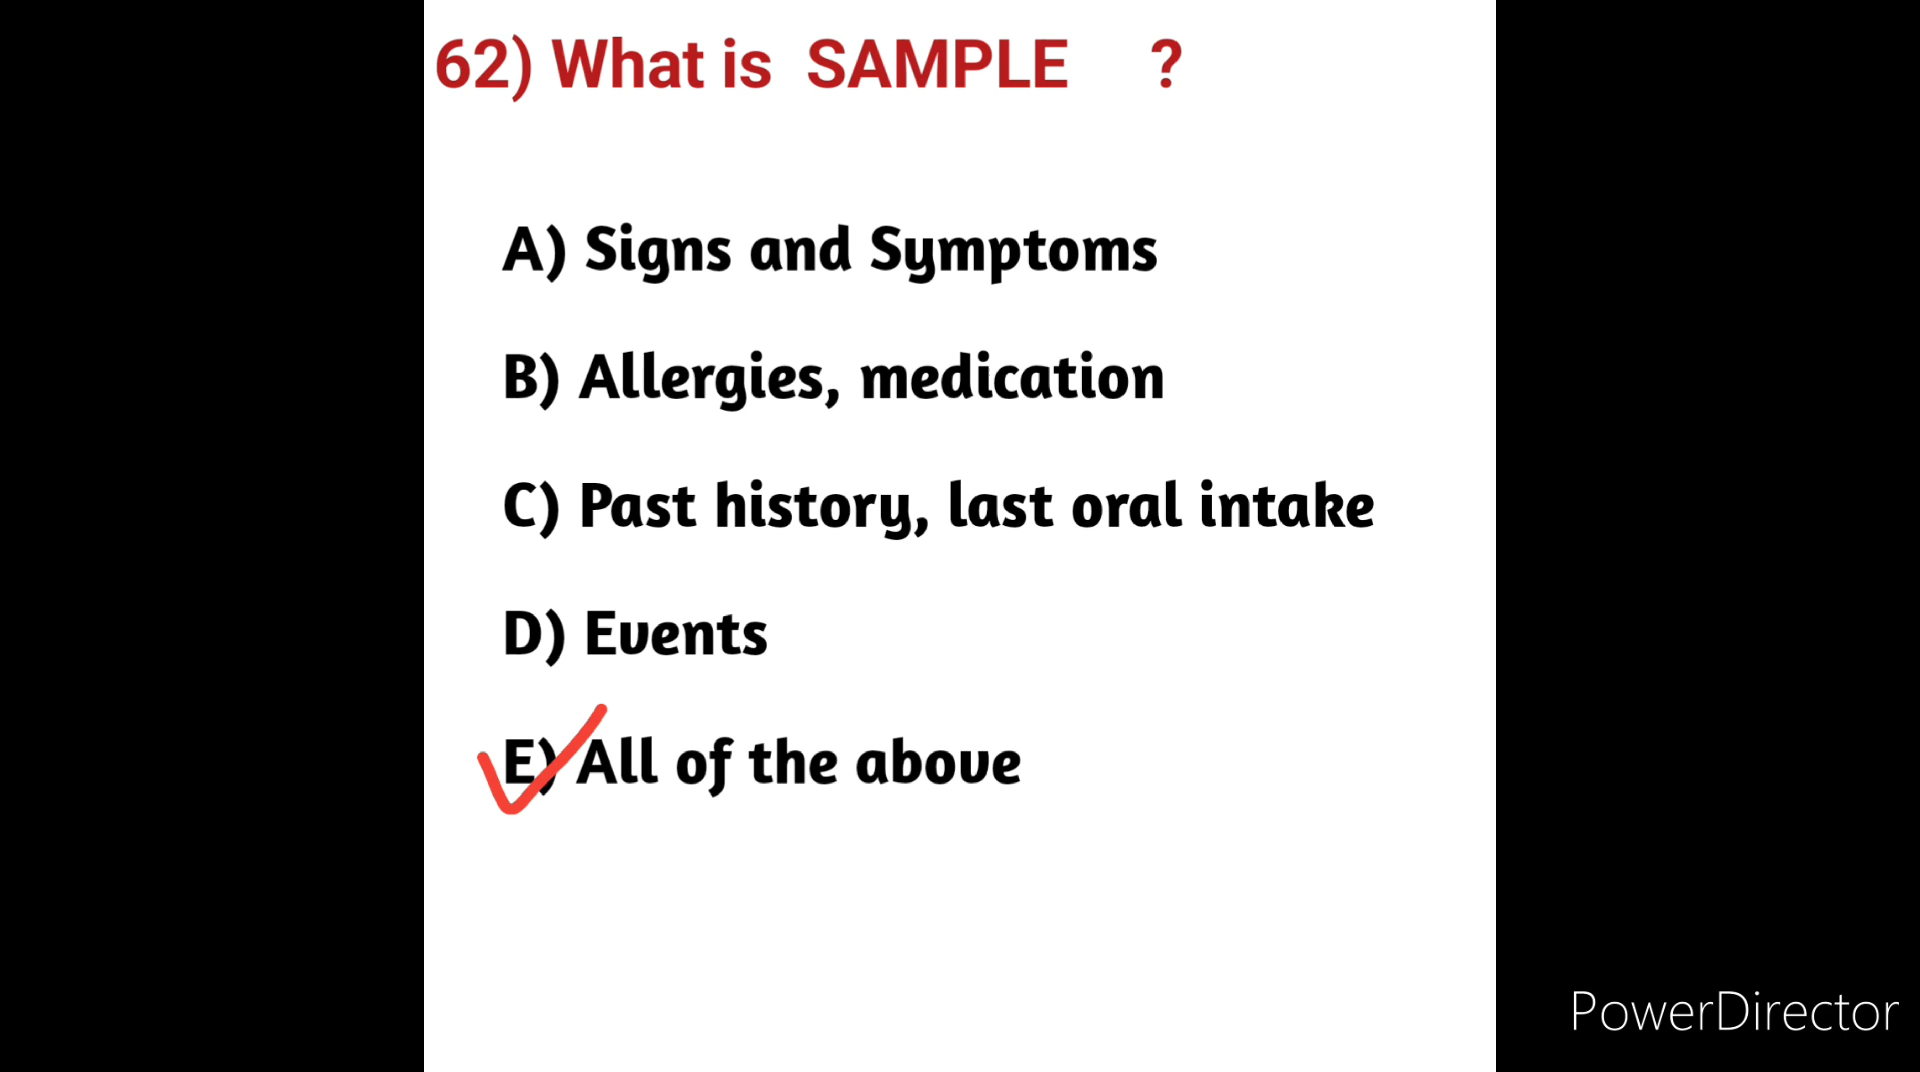 62) What is SAMPLE ?
A) Signs and Symptoms
B) Allergies, medication
C) Past history, last oral intake
D) Events
E) All of the above
PowerDirector